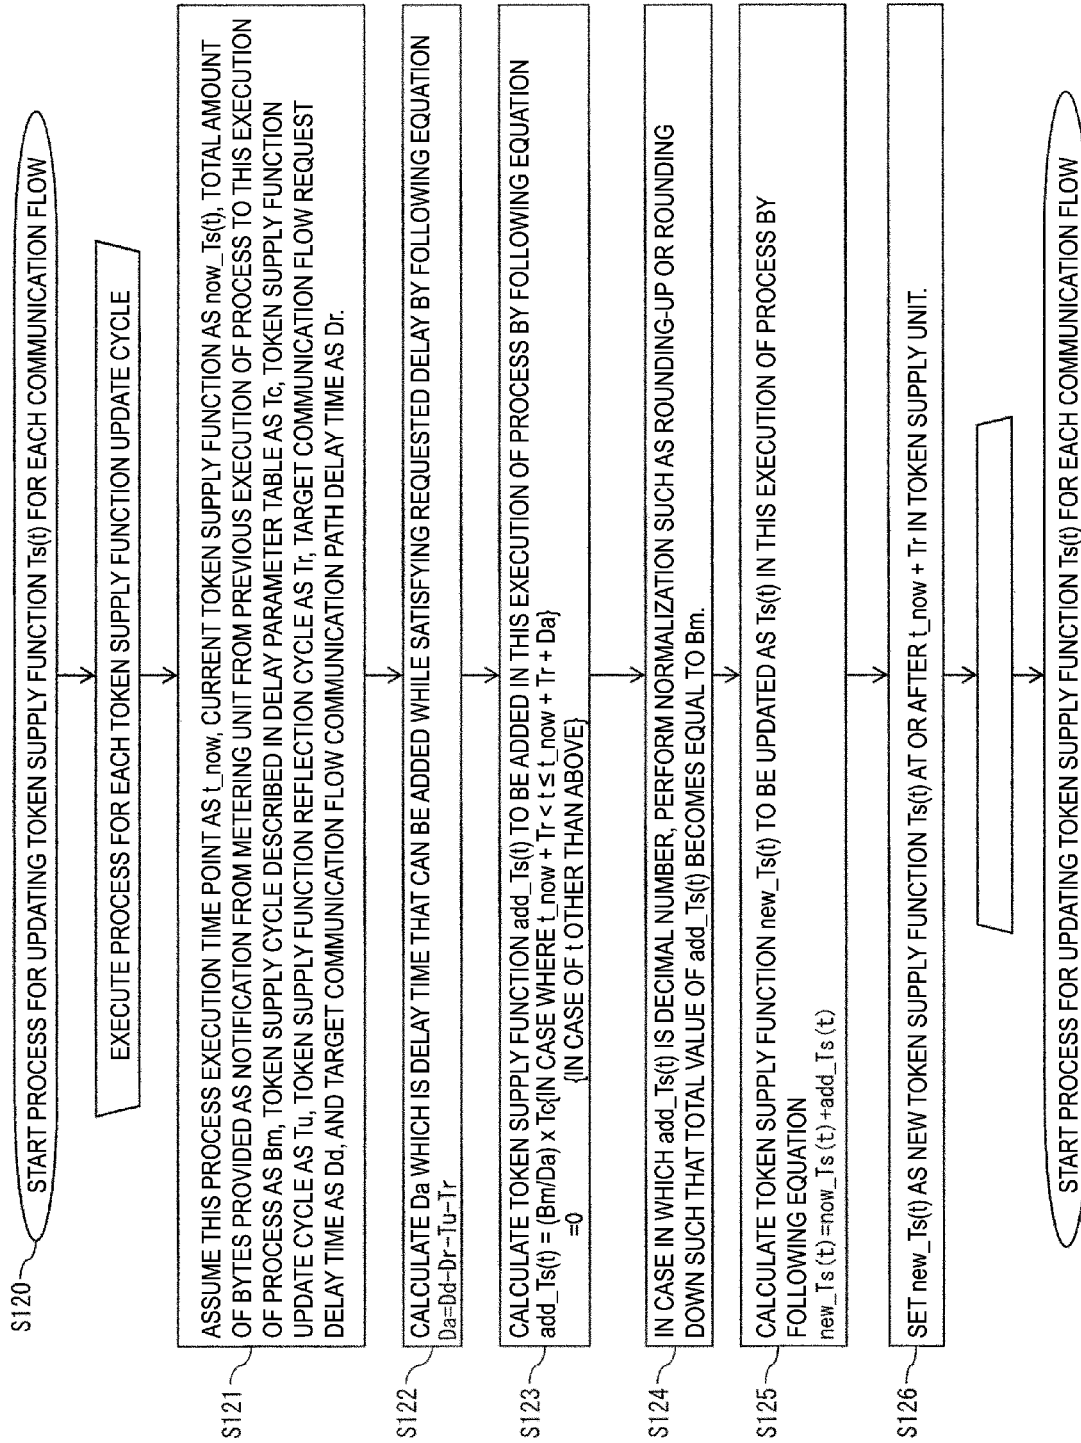 START PROCESS FOR UPDATING TOKEN SUPPLY FUNCTION Ts(t) FOR EACH COMMUNICATION FLOW
S120
EXECUTE PROCESS FOR EACH TOKEN SUPPLY FUNCTION UPDATE CYCLE
S121
ASSUME THIS PROCESS EXECUTION TIME POINT AS t_now, CURRENT TOKEN SUPPLY FUNCTION AS now_Ts(t), TOTAL AMOUNT
OF BYTES PROVIDED AS NOTIFICATION FROM METERING UNIT FROM PREVIOUS EXECUTION OF PROCESS TO THIS EXECUTION
OF PROCESS AS Bm, TOKEN SUPPLY CYCLE DESCRIBED IN DELAY PARAMETER TABLE AS Tc, TOKEN SUPPLY FUNCTION
UPDATE CYCLE AS Tu, TOKEN SUPPLY FUNCTION REFLECTION CYCLE AS Tr, TARGET COMMUNICATION FLOW REQUEST
DELAY TIME AS Dd, AND TARGET COMMUNICATION FLOW COMMUNICATION PATH DELAY TIME AS Dr.
S122
CALCULATE Da WHICH IS DELAY TIME THAT CAN BE ADDED WHILE SATISFYING REQUESTED DELAY BY FOLLOWING EQUATION
Da=Dd-Dr-Tu-Tr
S123
CALCULATE TOKEN SUPPLY FUNCTION add_Ts(t) TO BE ADDED IN THIS EXECUTION OF PROCESS BY FOLLOWING EQUATION
add_Ts(t) = (Bm/Da) x Tc{IN CASE WHERE t_now + Tr < t ≤ t_now + Tr + Da}
=0 {IN CASE OF t OTHER THAN ABOVE}
S124
IN CASE IN WHICH add_Ts(t) IS DECIMAL NUMBER, PERFORM NORMALIZATION SUCH AS ROUNDING-UP OR ROUNDING
DOWN SUCH THAT TOTAL VALUE OF add_Ts(t) BECOMES EQUAL TO Bm.
S125
CALCULATE TOKEN SUPPLY FUNCTION new_Ts(t) TO BE UPDATED AS Ts(t) IN THIS EXECUTION OF PROCESS BY
FOLLOWING EQUATION
new_Ts(t)=now_Ts(t)+add_Ts(t)
S126
SET new_Ts(t) AS NEW TOKEN SUPPLY FUNCTION Ts(t) AT OR AFTER t_now + Tr IN TOKEN SUPPLY UNIT.
START PROCESS FOR UPDATING TOKEN SUPPLY FUNCTION Ts(t) FOR EACH COMMUNICATION FLOW